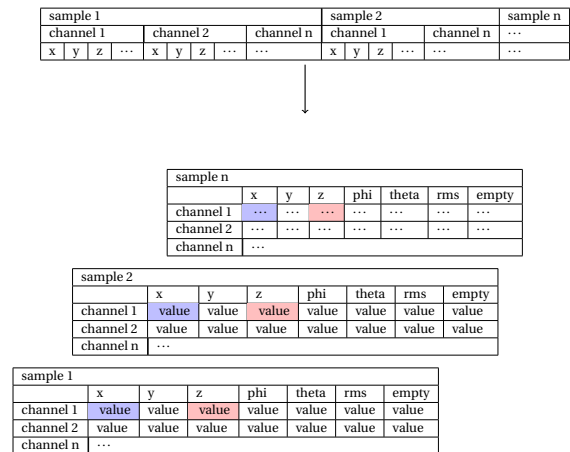 sample 1 sample 2 sample n
channel 1 channel 2 channel n channel 1 channel n ⋯
x y z ⋯ x y z ⋯ ⋯ x y z ⋯ ⋯
sample n
x y z phi theta rms empty
channel 1 ⋯ ⋯ ⋯ ⋯ ⋯ ⋯ ⋯
channel 2 ⋯ ⋯ ⋯ ⋯ ⋯ ⋯ ⋯
channel n ⋯
sample 2
x y z phi theta rms empty
channel 1 value value value value value value value
channel 2 value value value value value value value
channel n ⋯
sample 1
x y z phi theta rms empty
channel 1 value value value value value value value
channel 2 value value value value value value value
channel n ⋯